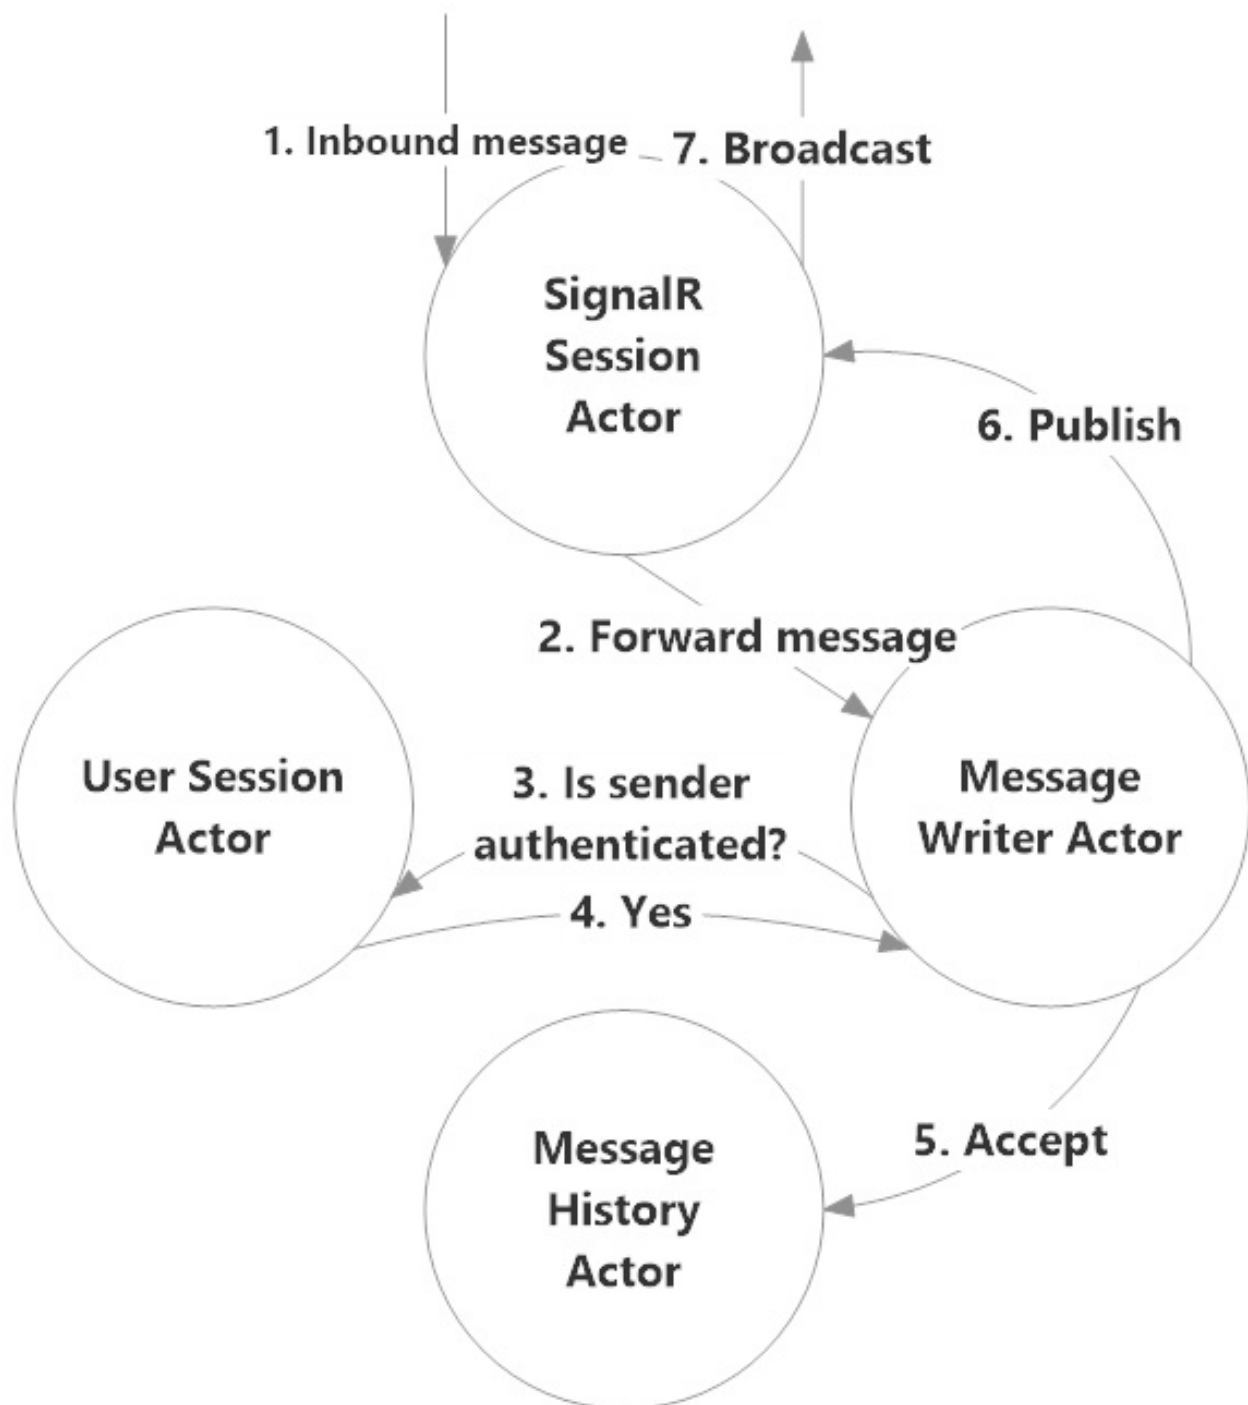 1. Inbound message
7. Broadcast
SignalR
Session
Actor
6. Publish
2. Forward message
User Session
Actor
3. Is sender
authenticated?
4. Yes
Message
Writer Actor
5. Accept
Message
History
Actor